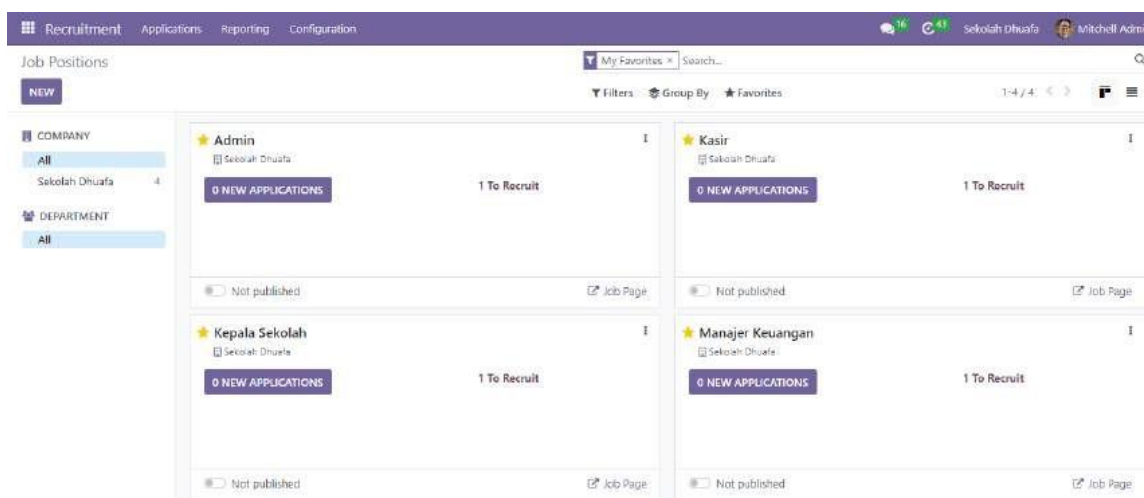 Recruitment Applications Reporting Configuration 16 43 Sekolah Dhuafa Mitchell Admi
Job Positions My Favorites × Search...
NEW Filters Group By Favorites 1-4 / 4
COMPANY
All
Sekolah Dhuafa 4
DEPARTMENT
All
Admin
Sekolah Dhuafa
0 NEW APPLICATIONS 1 To Recruit
Not published Job Page
Kasir
Sekolah Dhuafa
0 NEW APPLICATIONS 1 To Recruit
Not published Job Page
Kepala Sekolah
Sekolah Dhuafa
0 NEW APPLICATIONS 1 To Recruit
Not published Job Page
Manajer Keuangan
Sekolah Dhuafa
0 NEW APPLICATIONS 1 To Recruit
Not published Job Page